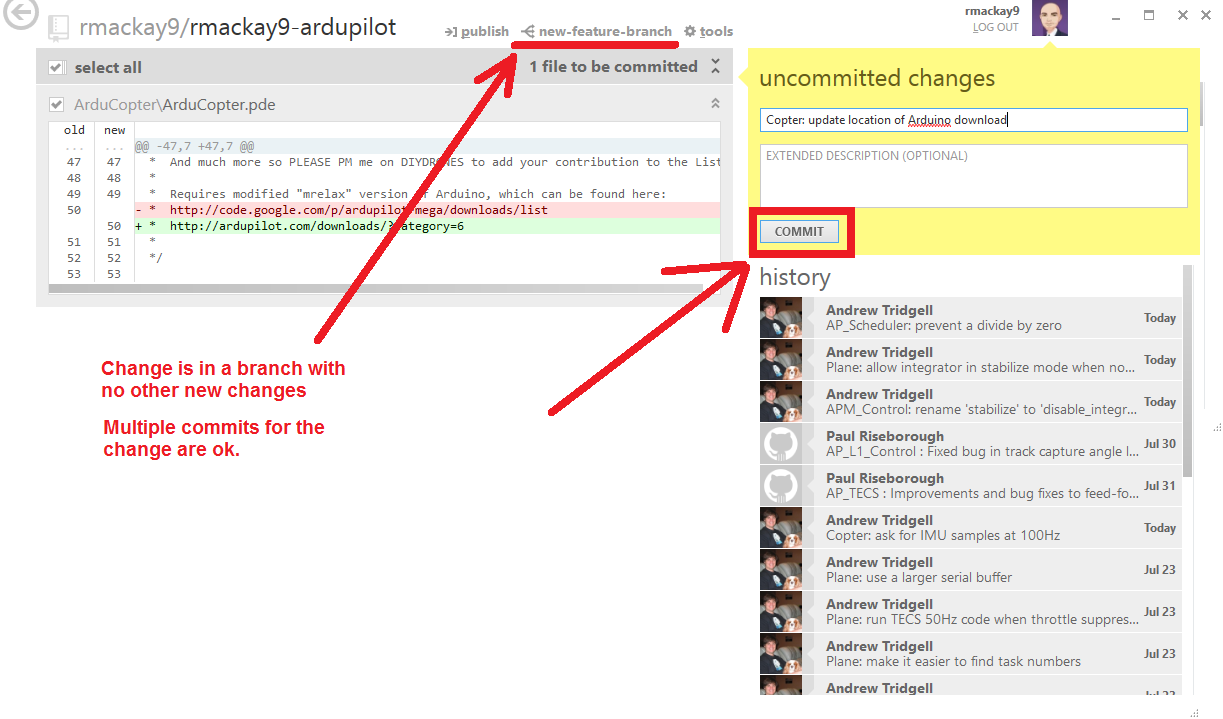 rmackay9/rmackay9-ardupilot
publish new-feature-branch tools
rmackay9
LOG OUT
select all 1 file to be committed
ArduCopter\ArduCopter.pde
old new
... ... @@ -47,7 +47,7 @@
47 47 * And much more so PLEASE PM me on DIYDRONES to add your contribution to the List
48 48 *
49 49 * Requires modified "mrelax" version of Arduino, which can be found here:
50 - * http://code.google.com/p/ardupilot-mega/downloads/list
50 + * http://ardupilot.com/downloads/?category=6
51 51 *
52 52 */
53 53
uncommitted changes
Copter: update location of Arduino download
EXTENDED DESCRIPTION (OPTIONAL)
COMMIT
Change is in a branch with
no other new changes
Multiple commits for the
change are ok.
history
Andrew Tridgell
AP_Scheduler: prevent a divide by zero Today
Andrew Tridgell
Plane: allow integrator in stabilize mode when no... Today
Andrew Tridgell
APM_Control: rename 'stabilize' to 'disable_integr... Today
Paul Riseborough
AP_L1_Control : Fixed bug in track capture angle l... Jul 30
Paul Riseborough
AP_TECS : Improvements and bug fixes to feed-fo... Jul 31
Andrew Tridgell
Copter: ask for IMU samples at 100Hz Today
Andrew Tridgell
Plane: use a larger serial buffer Jul 23
Andrew Tridgell
Plane: run TECS 50Hz code when throttle suppres... Jul 23
Andrew Tridgell
Plane: make it easier to find task numbers Jul 23
Andrew Tridgell